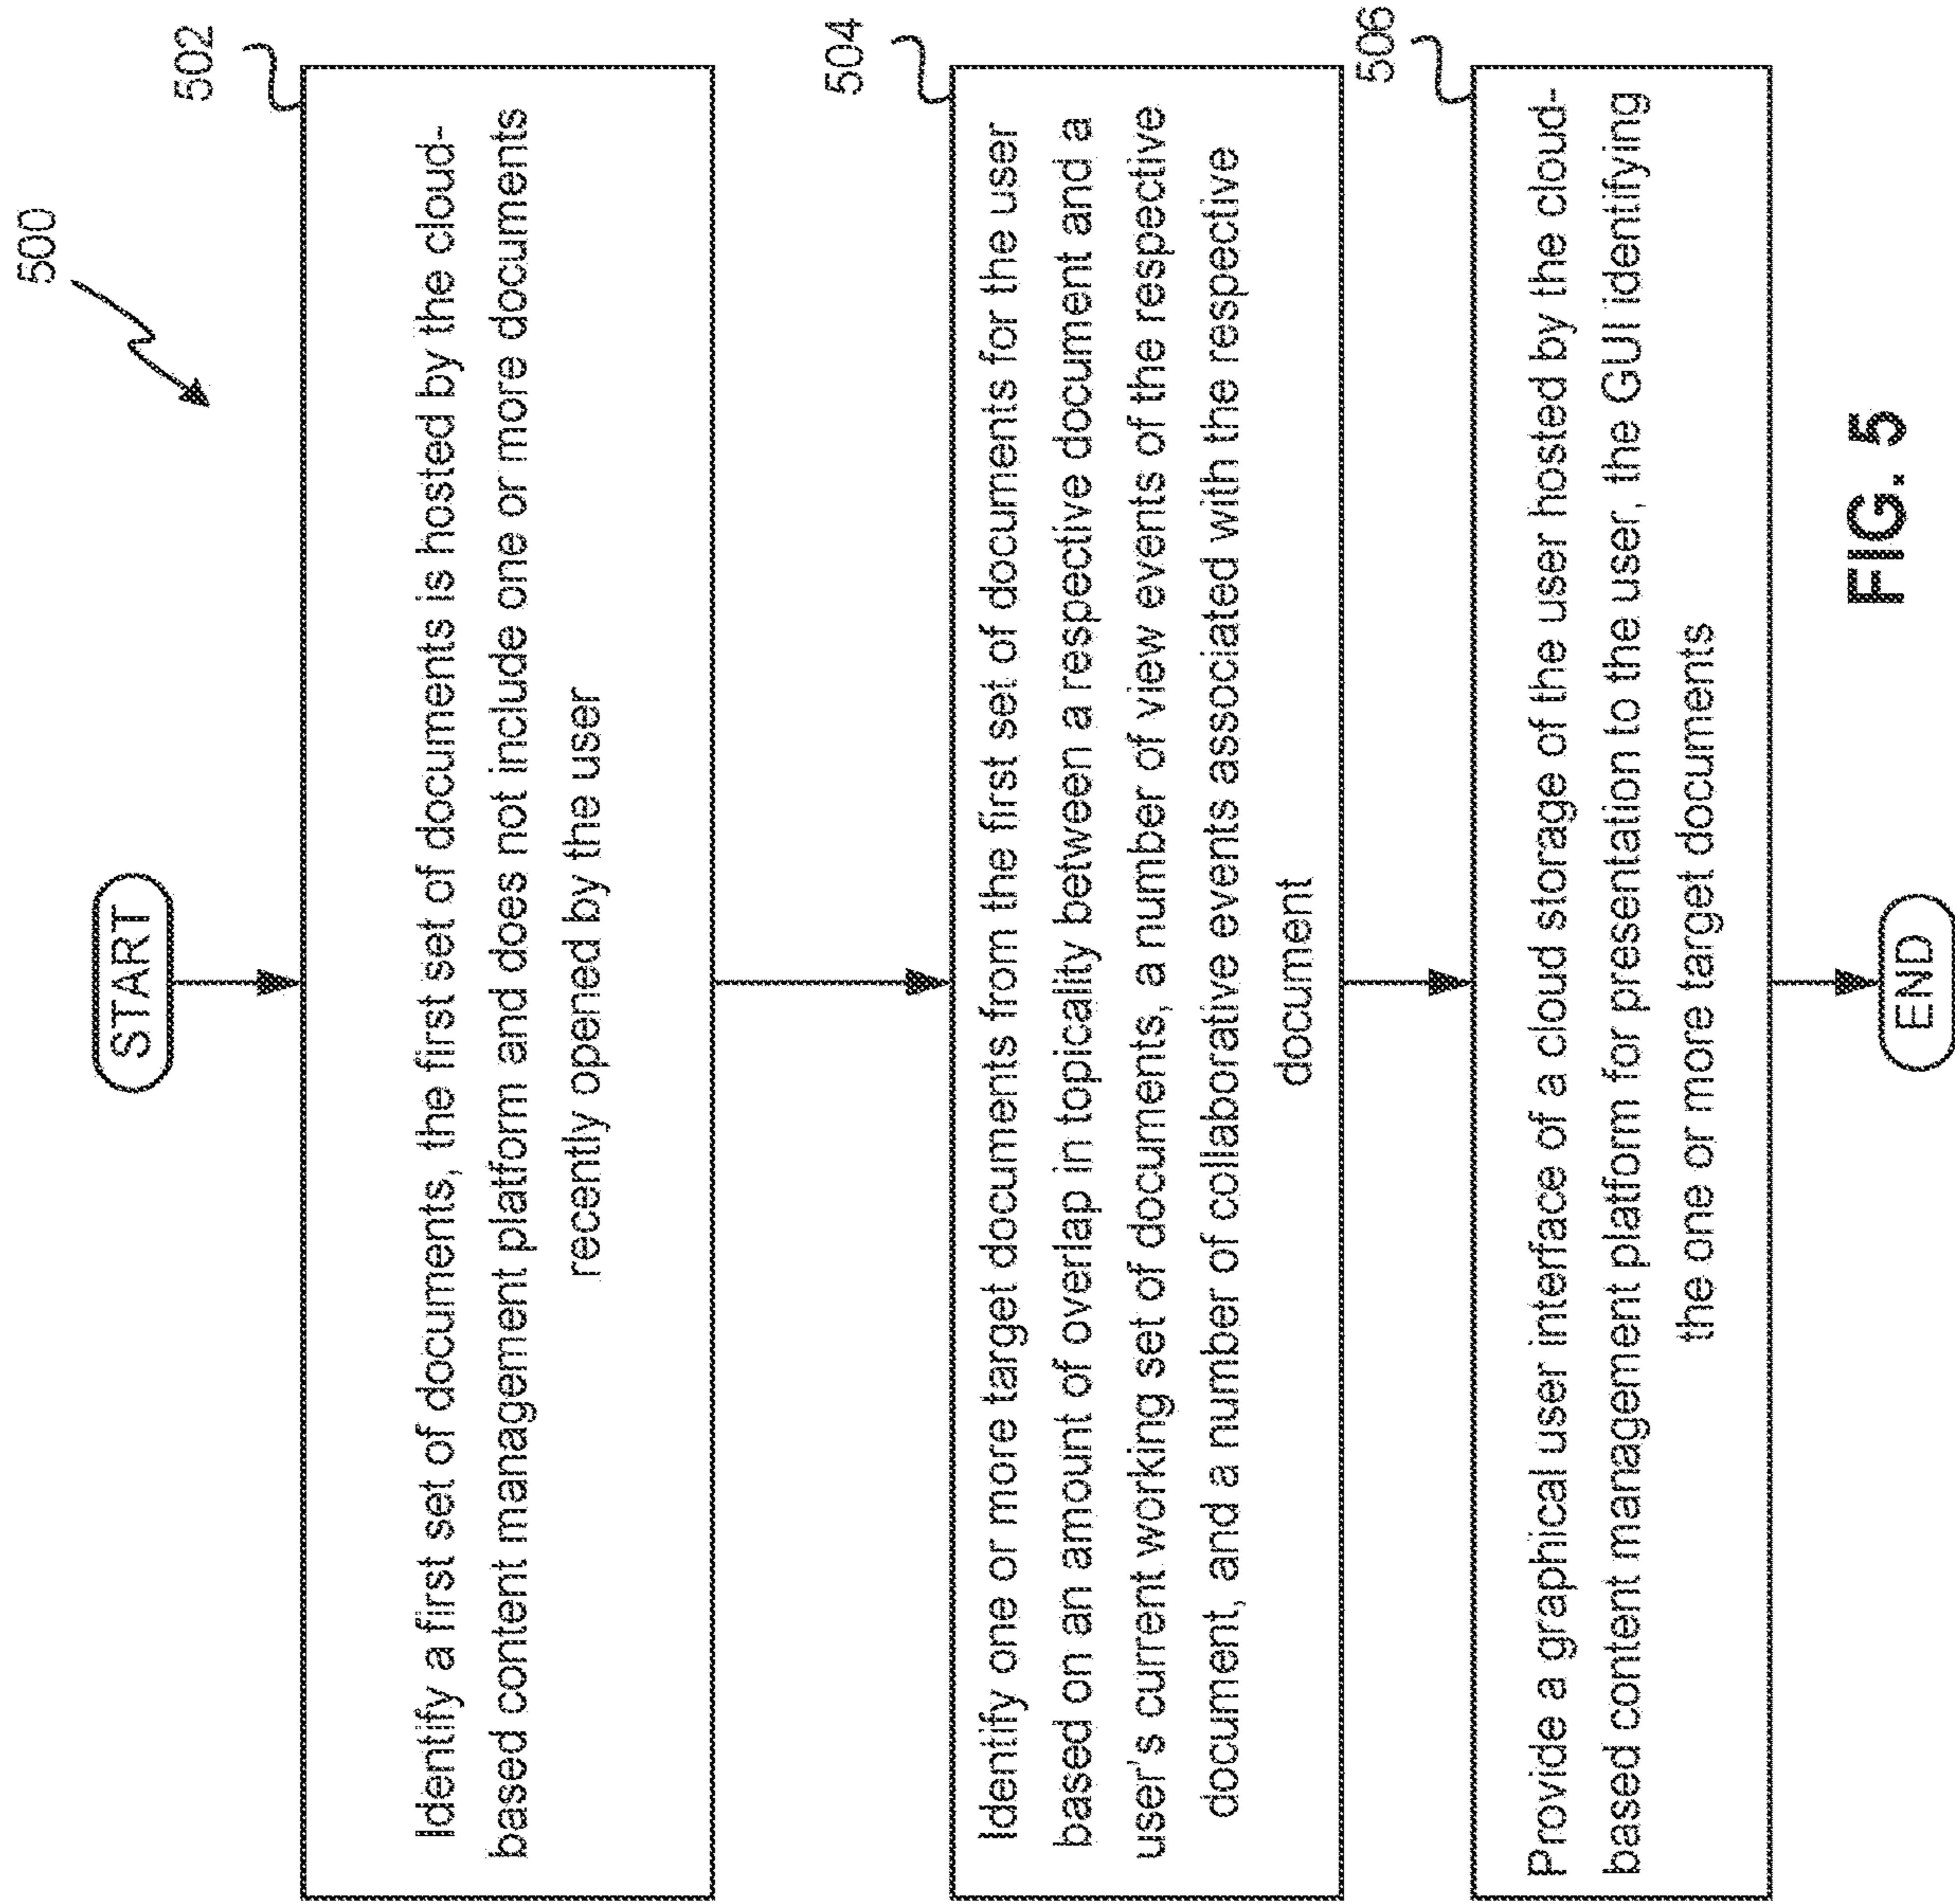 500
START
502
Identify a first set of documents, the first set of documents is hosted by the cloud-
based content management platform and does not include one or more documents
recently opened by the user
504
Identify one or more target documents from the first set of documents for the user
based on an amount of overlap in topicality between a respective document and a
user's current working set of documents, a number of view events of the respective
document, and a number of collaborative events associated with the respective
document
506
Provide a graphical user interface of a cloud storage of the user hosted by the cloud-
based content management platform for presentation to the user, the GUI identifying
the one or more target documents
END
FIG. 5